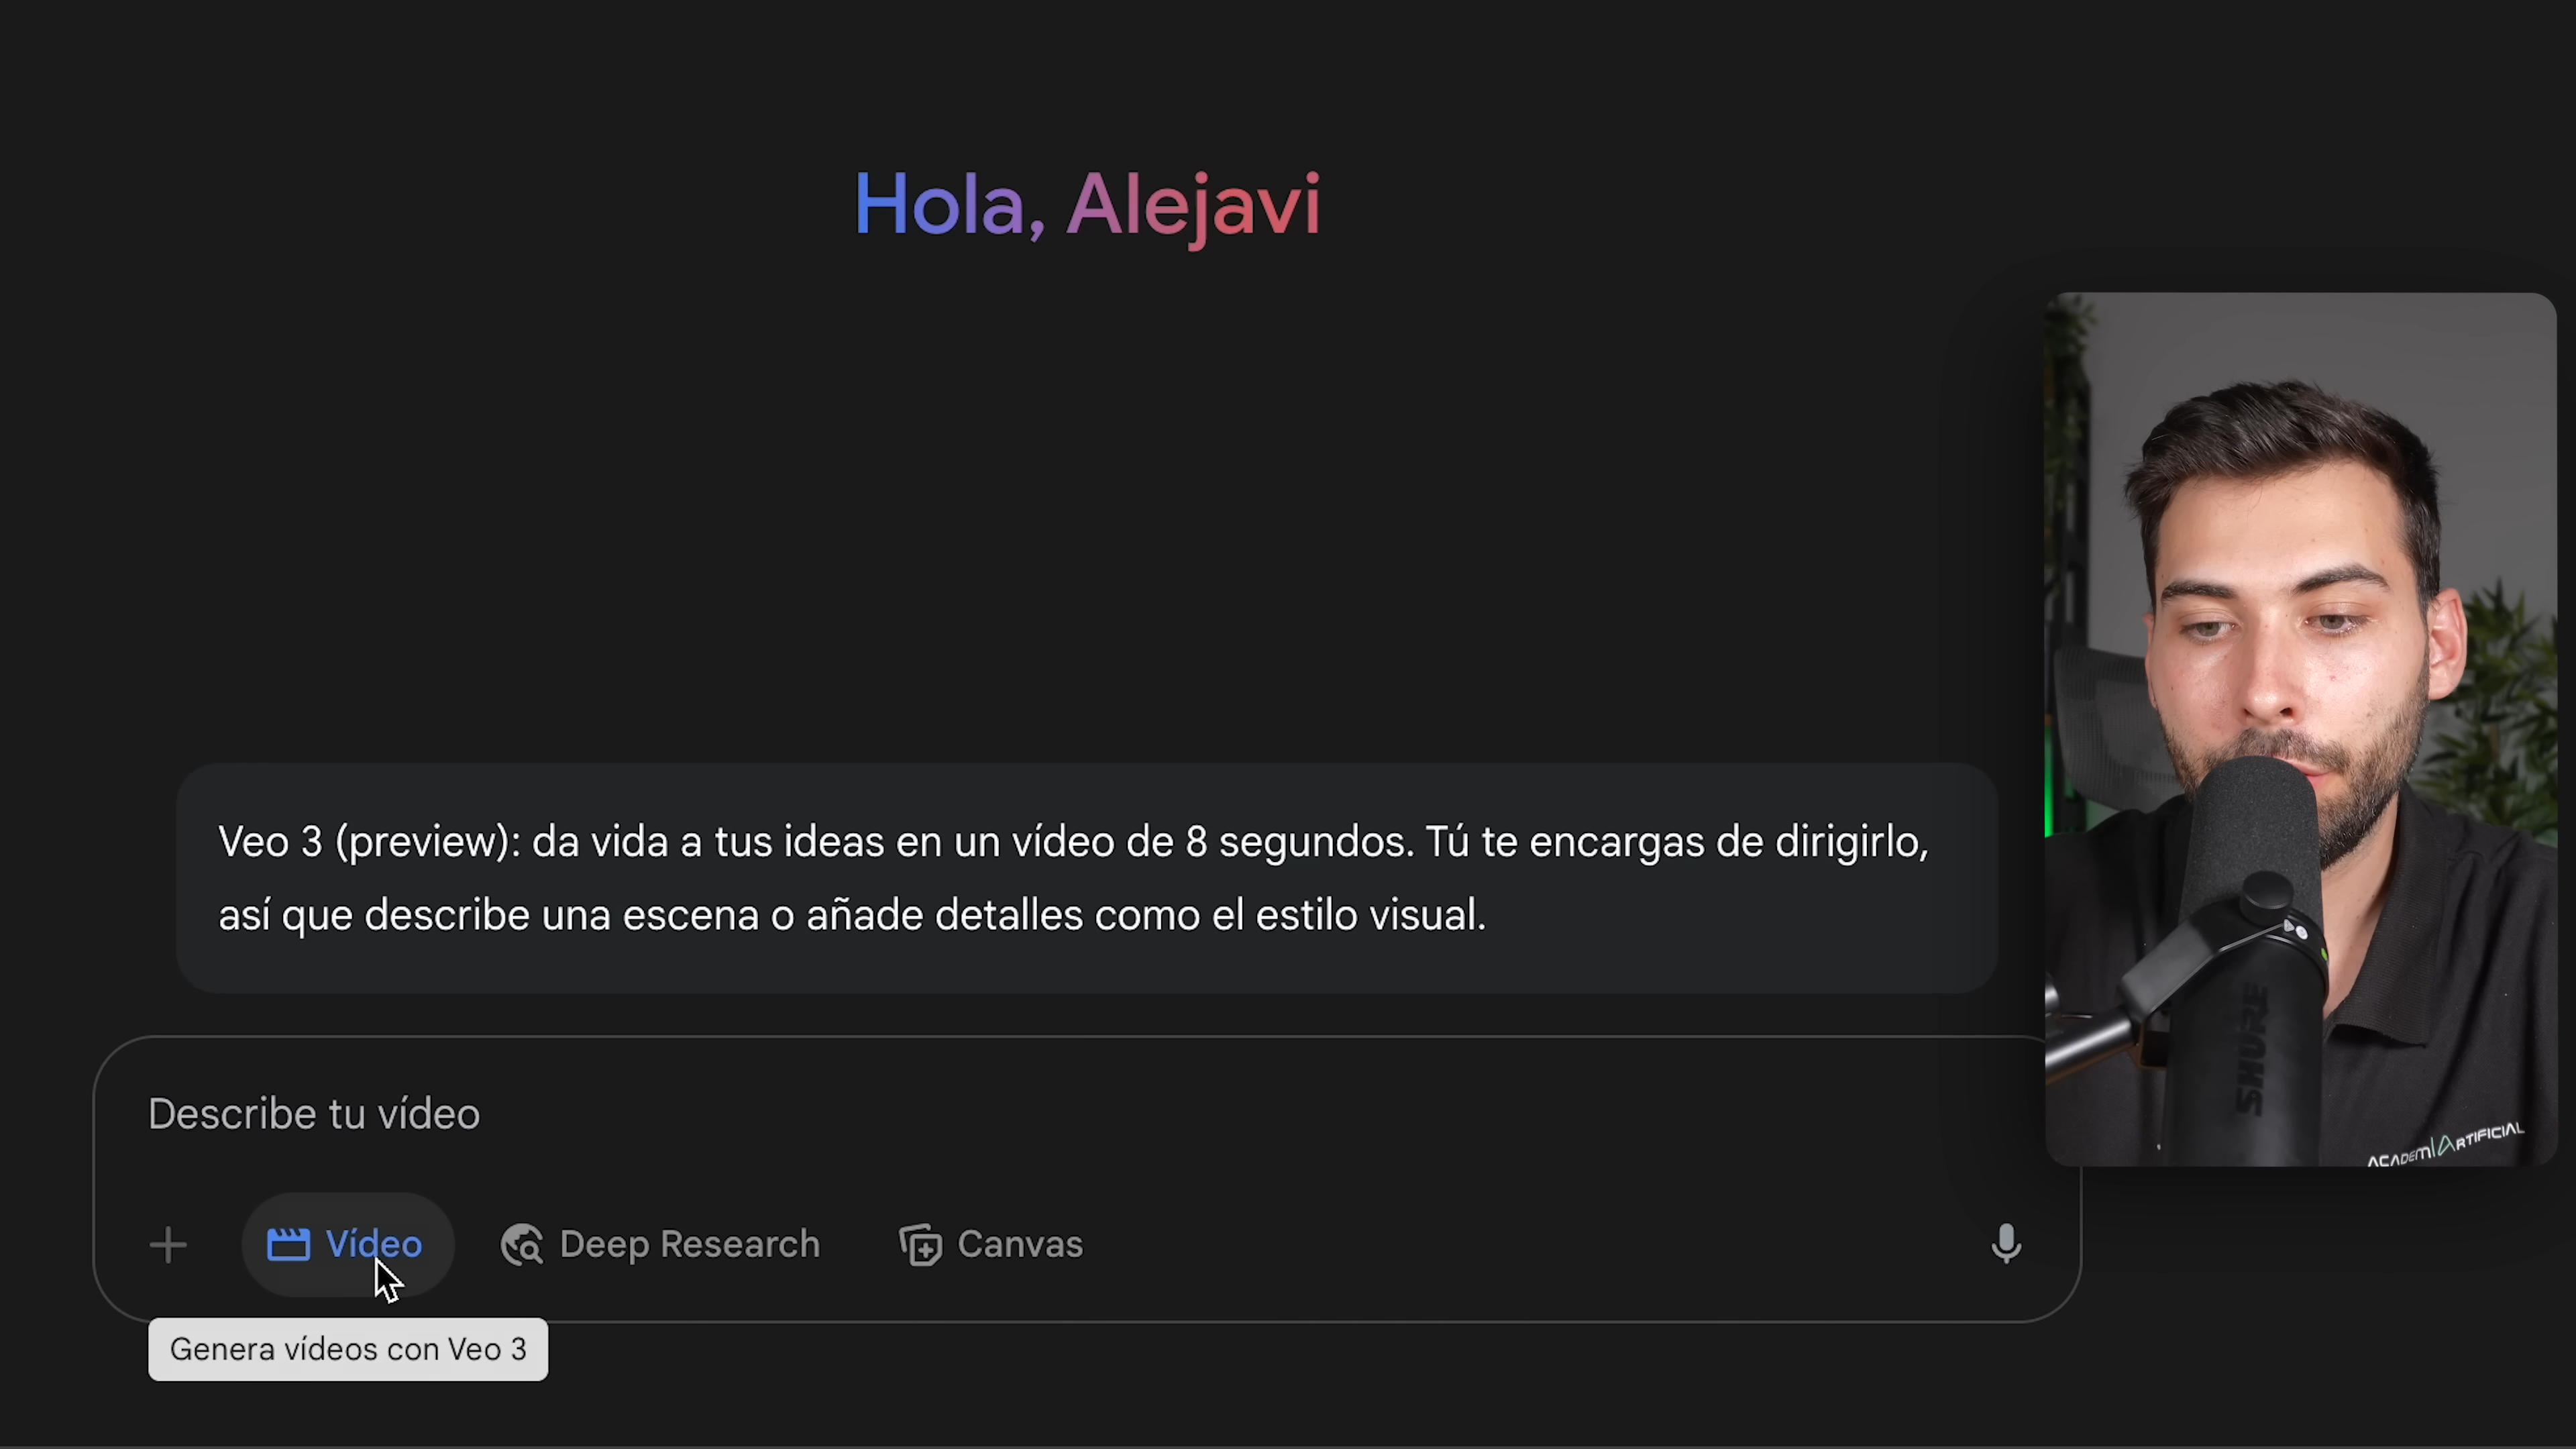 Hola, Alejavi
Veo 3 (preview): da vida a tus ideas en un vídeo de 8 segundos. Tú te encargas de dirigirlo,
así que describe una escena o añade detalles como el estilo visual.
Describe tu vídeo
Vídeo
Deep Research
Canvas
Genera vídeos con Veo 3
SHURE
ACADEMIARTIFICIAL